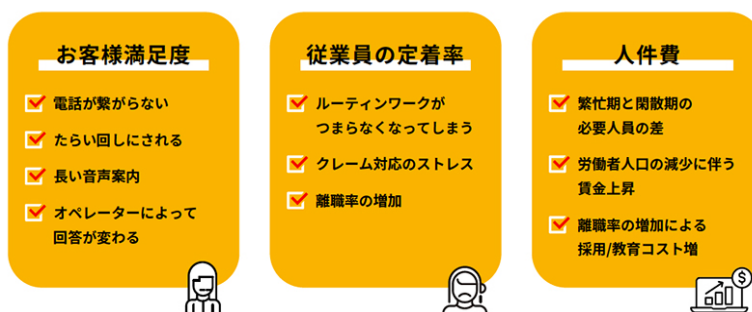 お客様満足度
電話が繋がらない
たらい回しにされる
長い音声案内
オペレーターによって
回答が変わる
従業員の定着率
ルーティンワークが
つまらなくなってしまう
クレーム対応のストレス
離職率の増加
人件費
繁忙期と閑散期の
必要人員の差
労働者人口の減少に伴う
賃金上昇
離職率の増加による
採用/教育コスト増
$